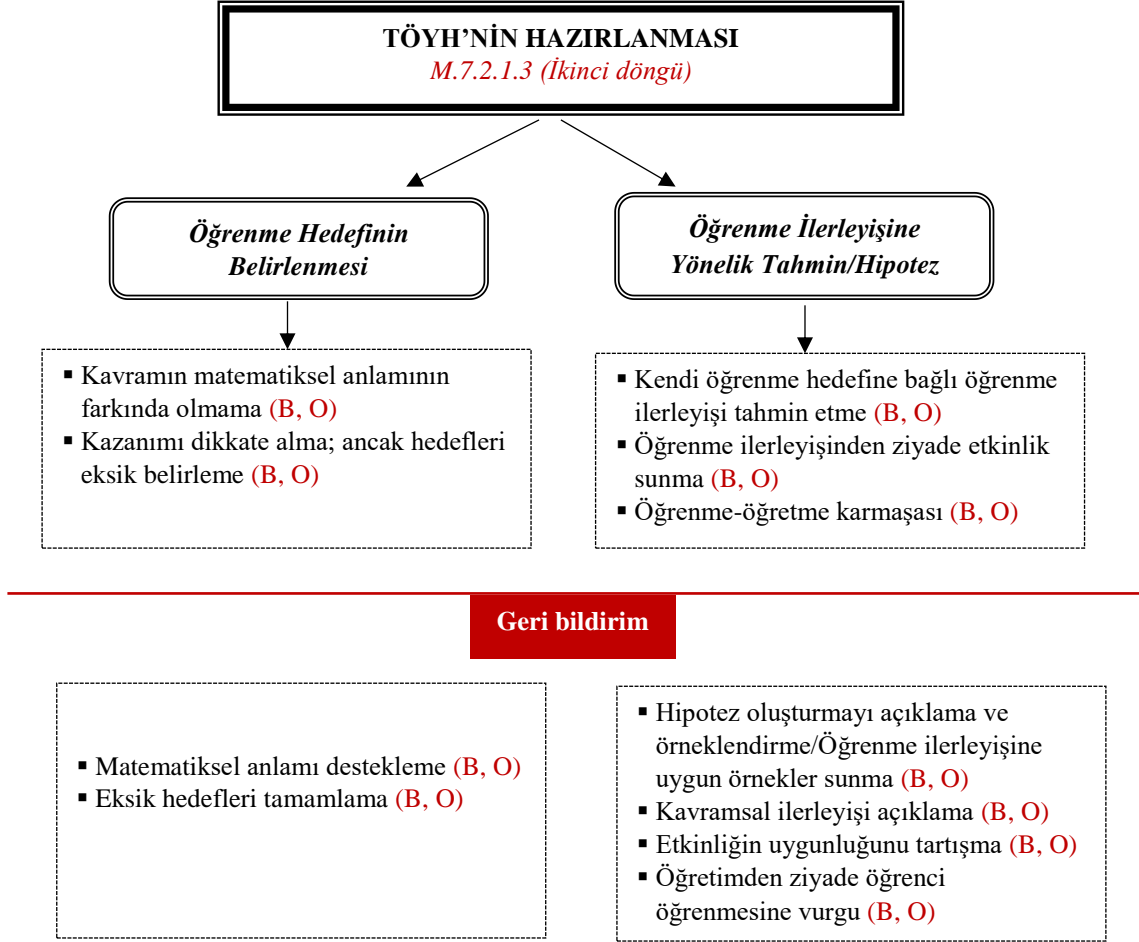 TÖYH’NİN HAZIRLANMASI
M.7.2.1.3 (İkinci döngü)
Öğrenme Hedefinin
Belirlenmesi
Öğrenme İlerleyişine
Yönelik Tahmin/Hipotez
▪ Kavramın matematiksel anlamının
farkında olmama (B, O)
▪ Kazanımı dikkate alma; ancak hedefleri
eksik belirleme (B, O)
▪ Kendi öğrenme hedefine bağlı öğrenme
ilerleyişi tahmin etme (B, O)
▪ Öğrenme ilerleyişinden ziyade etkinlik
sunma (B, O)
▪ Öğrenme-öğretme karmaşası (B, O)
Geri bildirim
▪ Matematiksel anlamı destekleme (B, O)
▪ Eksik hedefleri tamamlama (B, O)
▪ Hipotez oluşturmayı açıklama ve
örneklendirme/Öğrenme ilerleyişine
uygun örnekler sunma (B, O)
▪ Kavramsal ilerleyişi açıklama (B, O)
▪ Etkinliğin uygunluğunu tartışma (B, O)
▪ Öğretimden ziyade öğrenci
öğrenmesine vurgu (B, O)